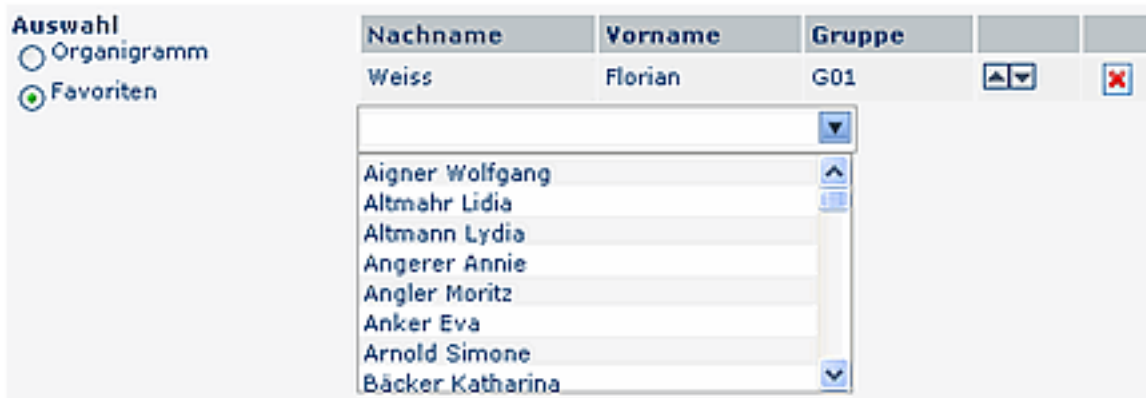 Auswahl
Organigramm
Favoriten
Nachname Vorname Gruppe
Weiss Florian G01
Aigner Wolfgang
Altmahr Lidia
Altmann Lydia
Angerer Annie
Angler Moritz
Anker Eva
Arnold Simone
Bäcker Katharina